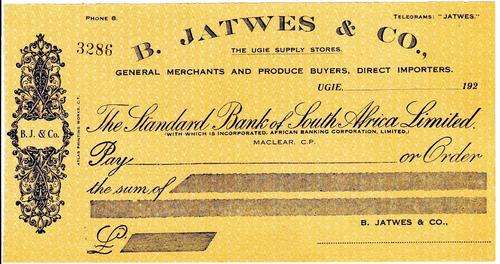 PHONE 8.
TELEGRAMS: "JATWES."
3286
B. JATWES & CO.,
THE UGIE SUPPLY STORES.
GENERAL MERCHANTS AND PRODUCE BUYERS, DIRECT IMPORTERS.
UGIE 192
B.J. & Co.
The Standard Bank of South Africa Limited.
(WITH WHICH IS INCORPORATED, AFRICAN BANKING CORPORATION, LIMITED.)
MACLEAR, C.P.
Pay or Order
the sum of
B. JATWES & CO.,
£